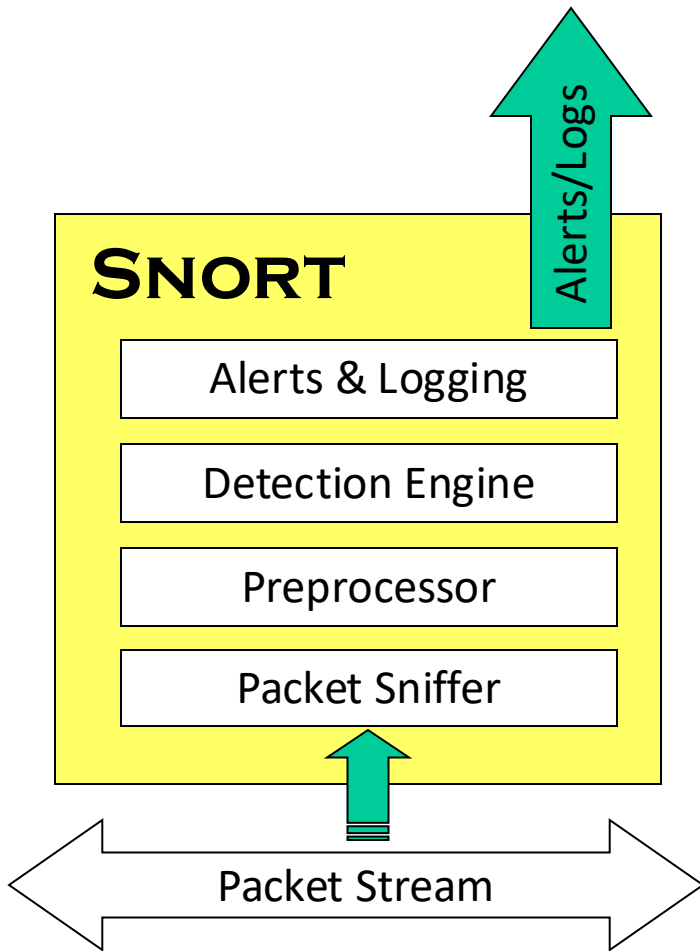 Alerts/Logs
SNORT
Alerts & Logging
Detection Engine
Preprocessor
Packet Sniffer
Packet Stream